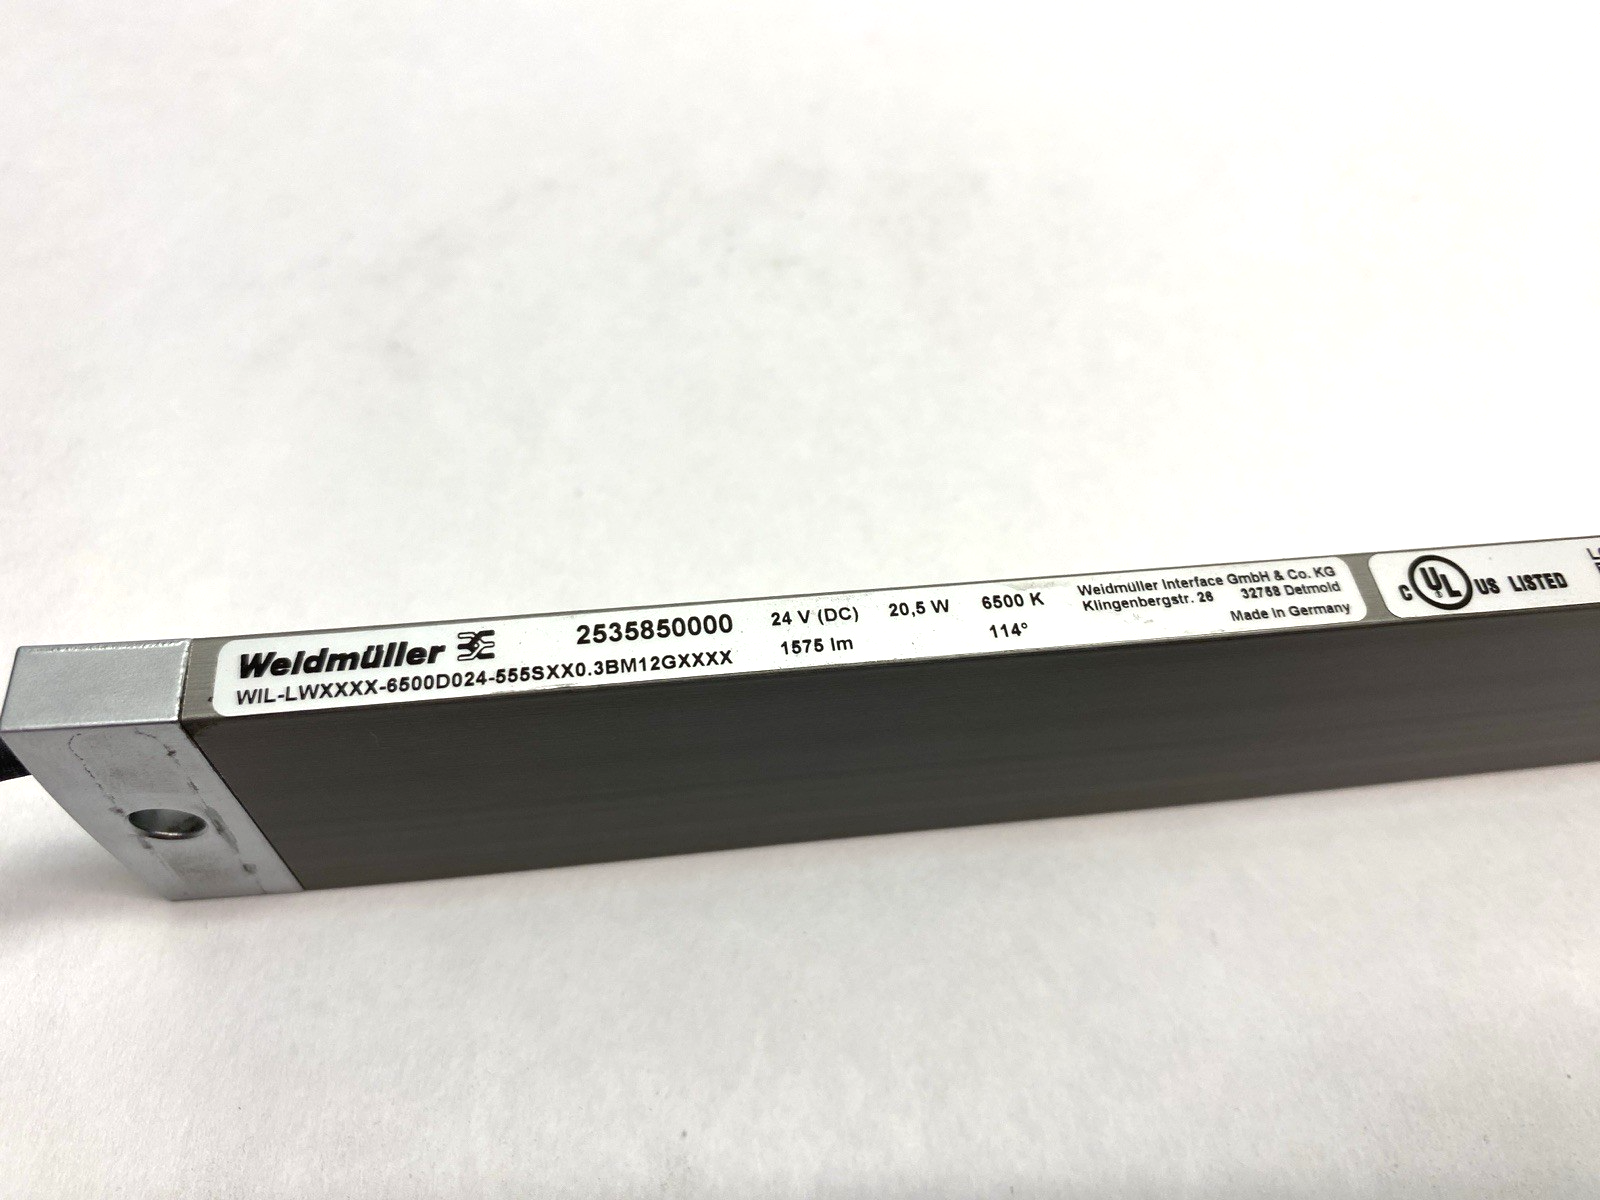 Weidmüller
2535850000
WIL-LWXXXX-6500D024-555SXX0.3BM12GXXXX
24 V (DC) 20,5 W 6500 K
1575 lm 114°
Weidmüller Interface GmbH & Co. KG
Klingenbergstr. 26 32758 Detmold
Made in Germany
C UL US LISTED